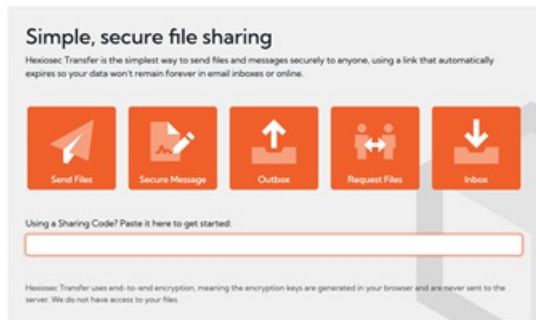 Simple, secure file sharing
Hexiosec Transfer is the simplest way to send files and messages securely to anyone, using a link that automatically
expires so your data won't remain forever in email inboxes or online.
Send Files
Secure Message
Outbox
Request Files
Inbox
Using a Sharing Code? Paste it here to get started:
Hexiosec Transfer uses end-to-end encryption, meaning the encryption keys are generated in your browser and are never sent to the
server. We do not have access to your files.